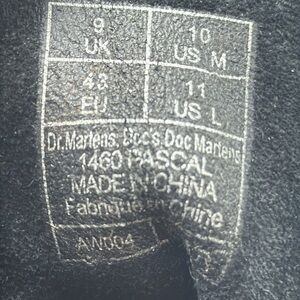 9 UK 10 US M
43 EU 11 US L
Dr. Martens. Doc's. Doc Martens
1460 PASCAL
MADE IN CHINA
Fabriqué en Chine
AW004